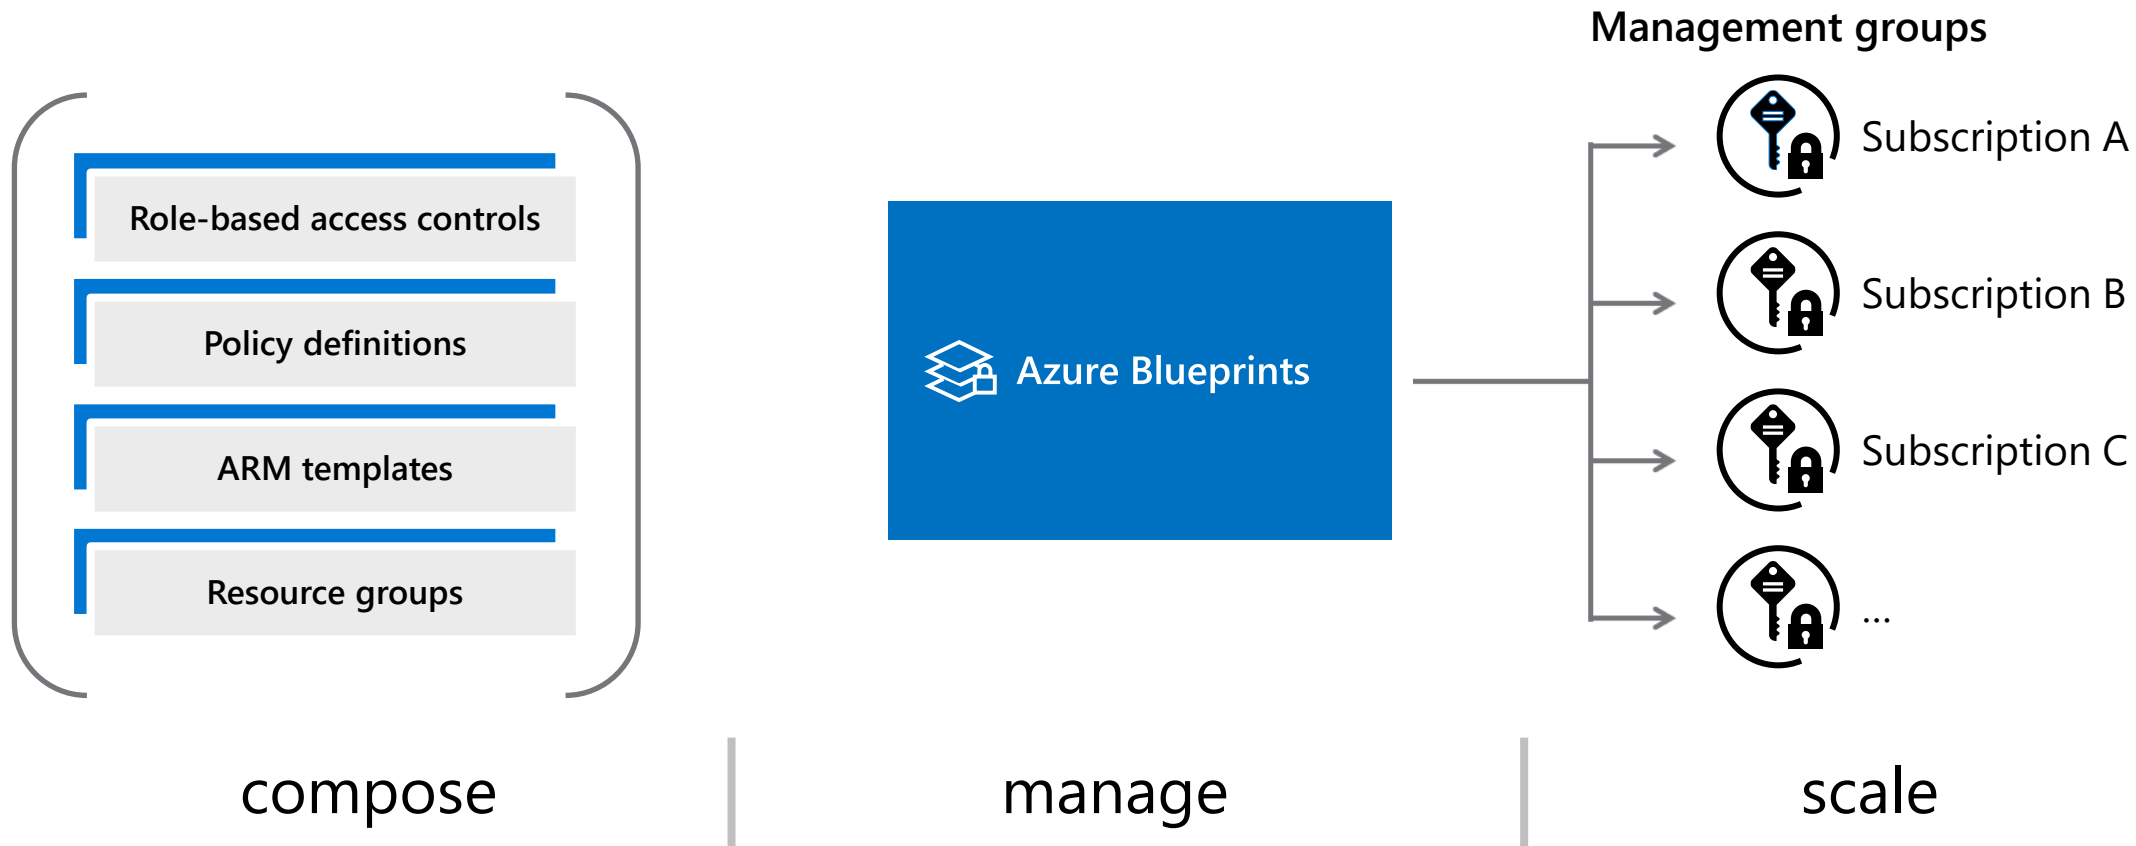 Management groups
Role-based access controls
Policy definitions
ARM templates
Resource groups
Azure Blueprints
Subscription A
Subscription B
Subscription C
...
compose
manage
scale